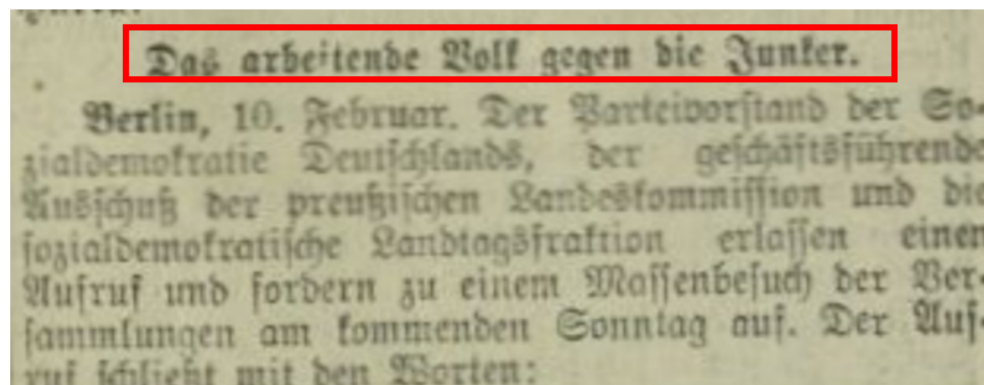 Das arbeitende Volk gegen die Junker.
Berlin, 10. Februar. Der Parteivorstand der So-
zialdemokratie Deutschlands, der geschäftsführende
Ausschuß der preußischen Landeskommission und die
sozialdemokratische Landtagsfraktion erlassen einen
Aufruf und fordern zu einem Massenbesuch der Ver-
sammlungen am kommenden Sonntag auf. Der Auf-
ruf schließt mit den Worten: